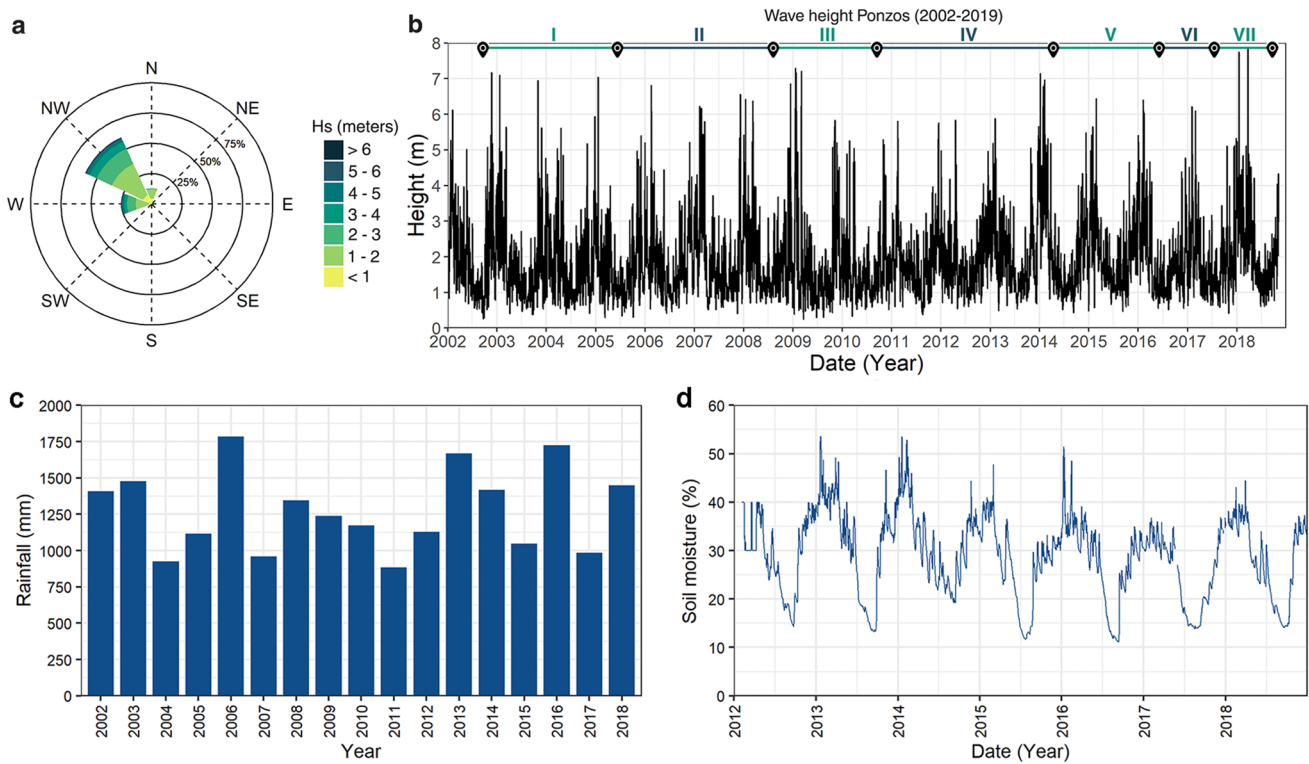 a
N
NW
NE
75%
50%
25%
W
E
SW
SE
S
Hs (meters)
> 6
5 - 6
4 - 5
3 - 4
2 - 3
1 - 2
< 1
b
Wave height Ponzos (2002-2019)
I II III IV V VI VII
Height (m)
8
7
6
5
4
3
2
1
0
2002 2003 2004 2005 2006 2007 2008 2009 2010 2011 2012 2013 2014 2015 2016 2017 2018
Date (Year)
c
Rainfall (mm)
2000
1750
1500
1250
1000
750
500
250
0
2002 2003 2004 2005 2006 2007 2008 2009 2010 2011 2012 2013 2014 2015 2016 2017 2018
Year
d
Soil moisture (%)
60
50
40
30
20
10
0
2012 2013 2014 2015 2016 2017 2018
Date (Year)